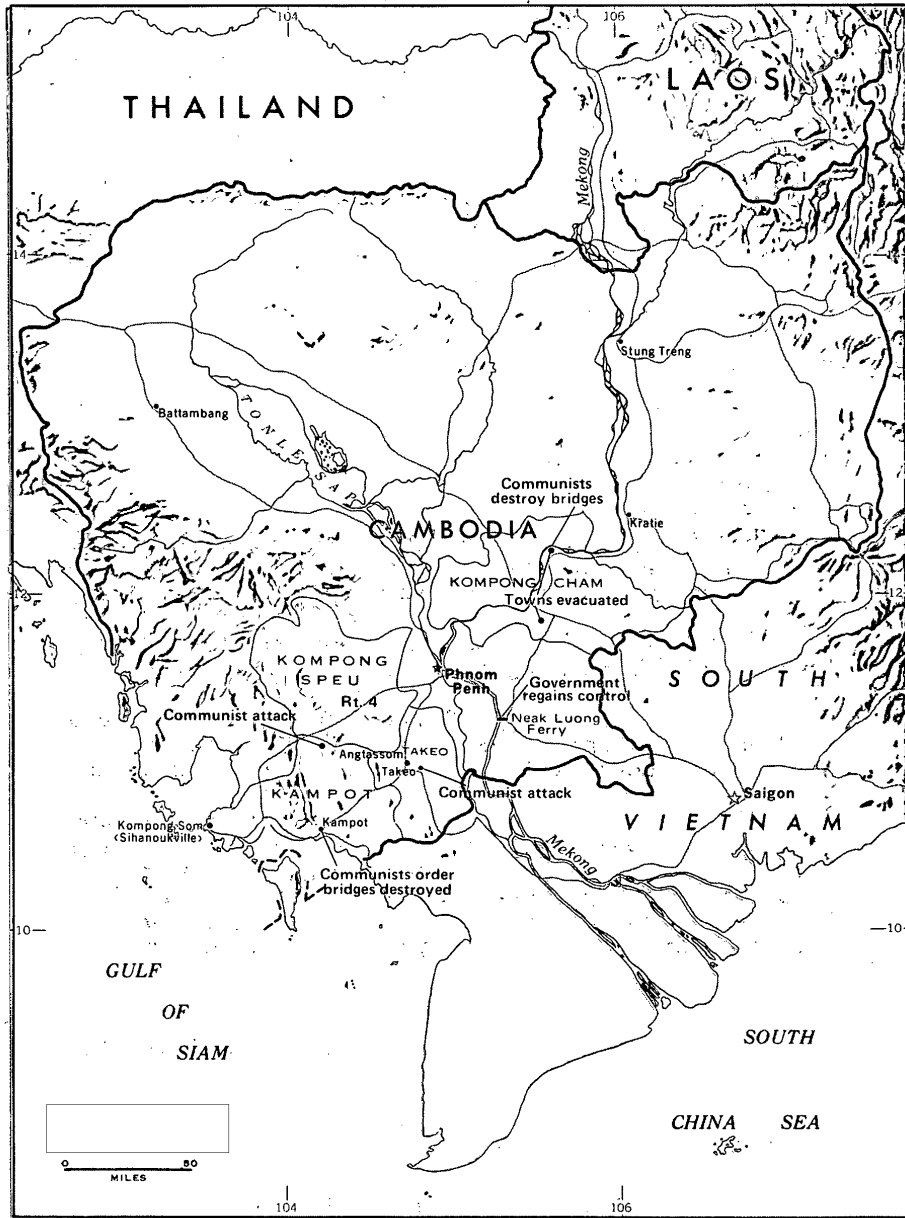 104
106
THAILAND
LAOS
Mekong
14
14
Stung Treng
Battambang
TONLE SAP
Communists
destroy bridges
CAMBODIA
Kratie
KOMPONG CHAM
Towns evacuated
12
12
KOMPONG
SPEU
Phnom
Penn
SOUTH
Rt. 4
Government
regains control
Communist attack
Neak Luong
Ferry
Angtassom
TAKEO
Takeo
KAMPOT
Communist attack
Saigon
Kompong Som
(Sihanoukville)
Kampot
VIETNAM
Mekong
Communists order
bridges destroyed
10
10
GULF
OF
SIAM
SOUTH
CHINA SEA
0 50
MILES
104
106